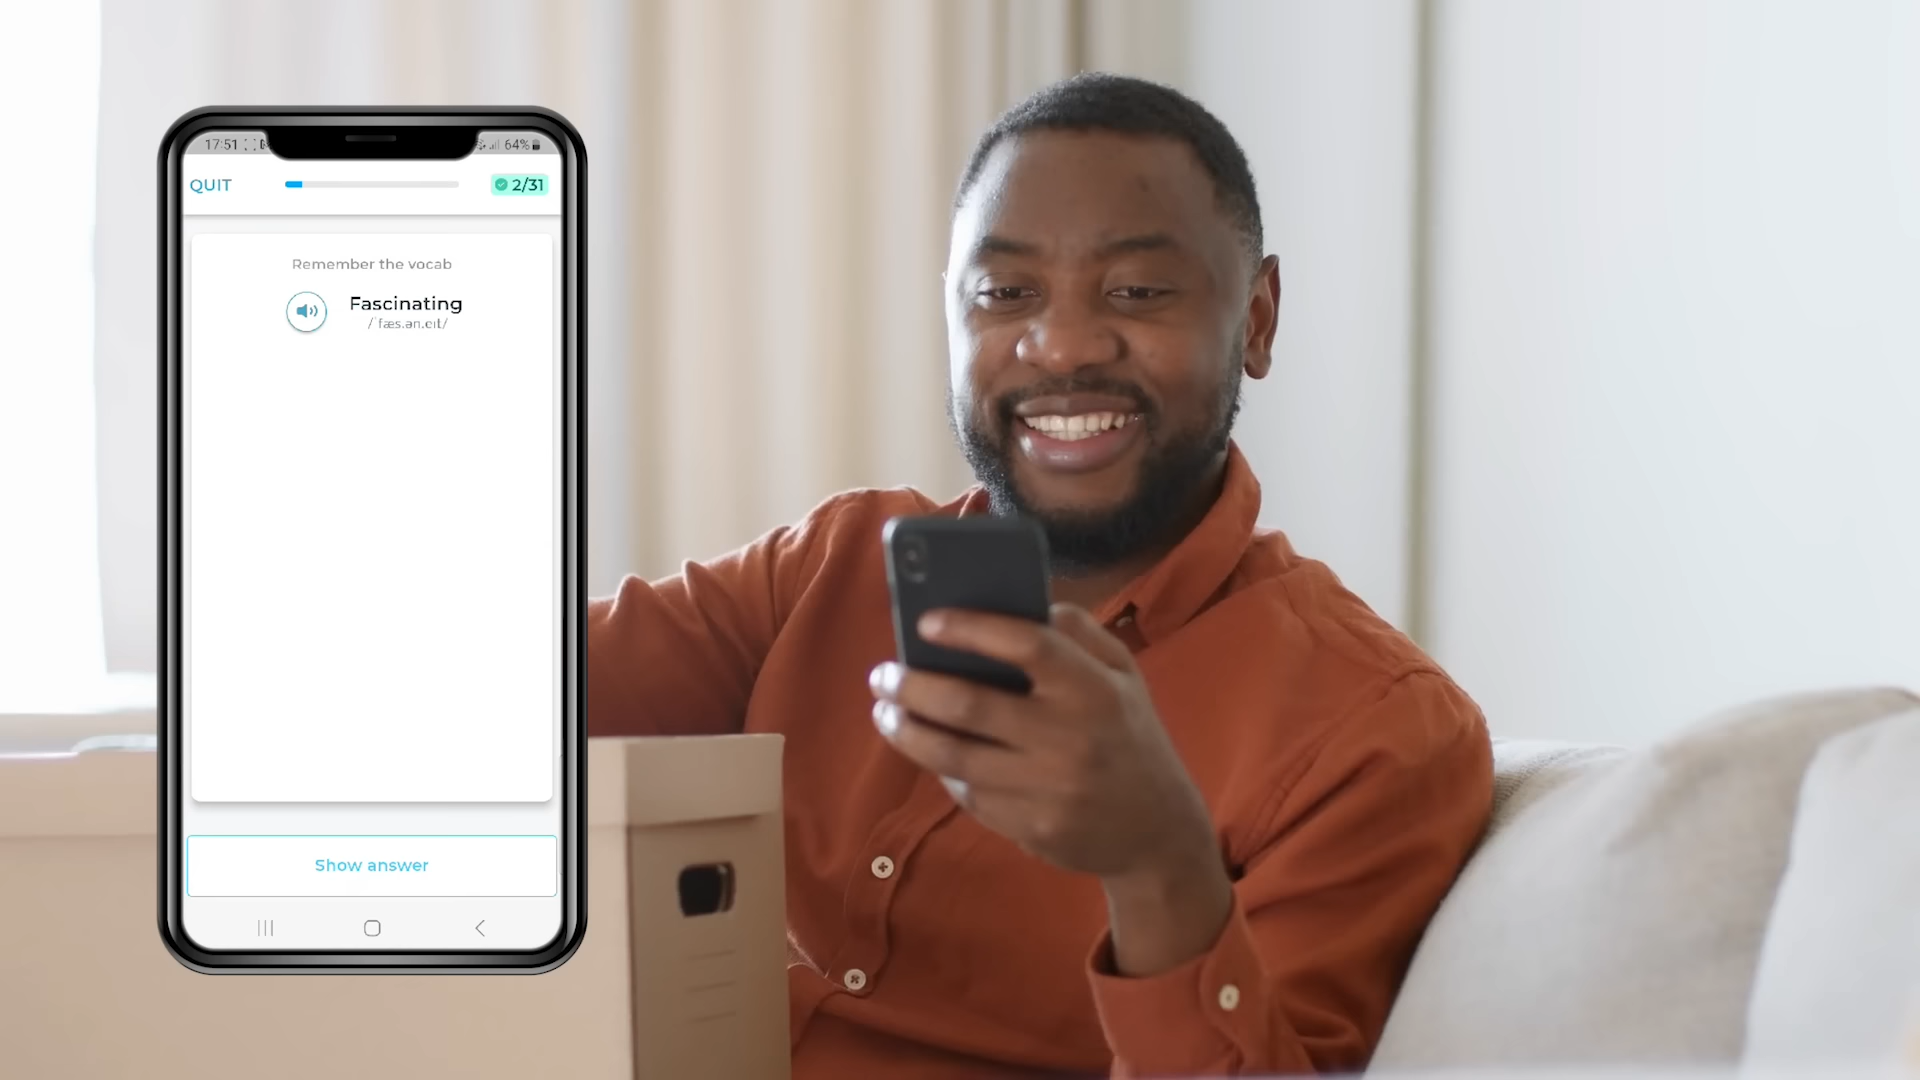 17:51 64%
QUIT 2/31
Remember the vocab
Fascinating
/ˈfæs.ən.eɪt/
Show answer